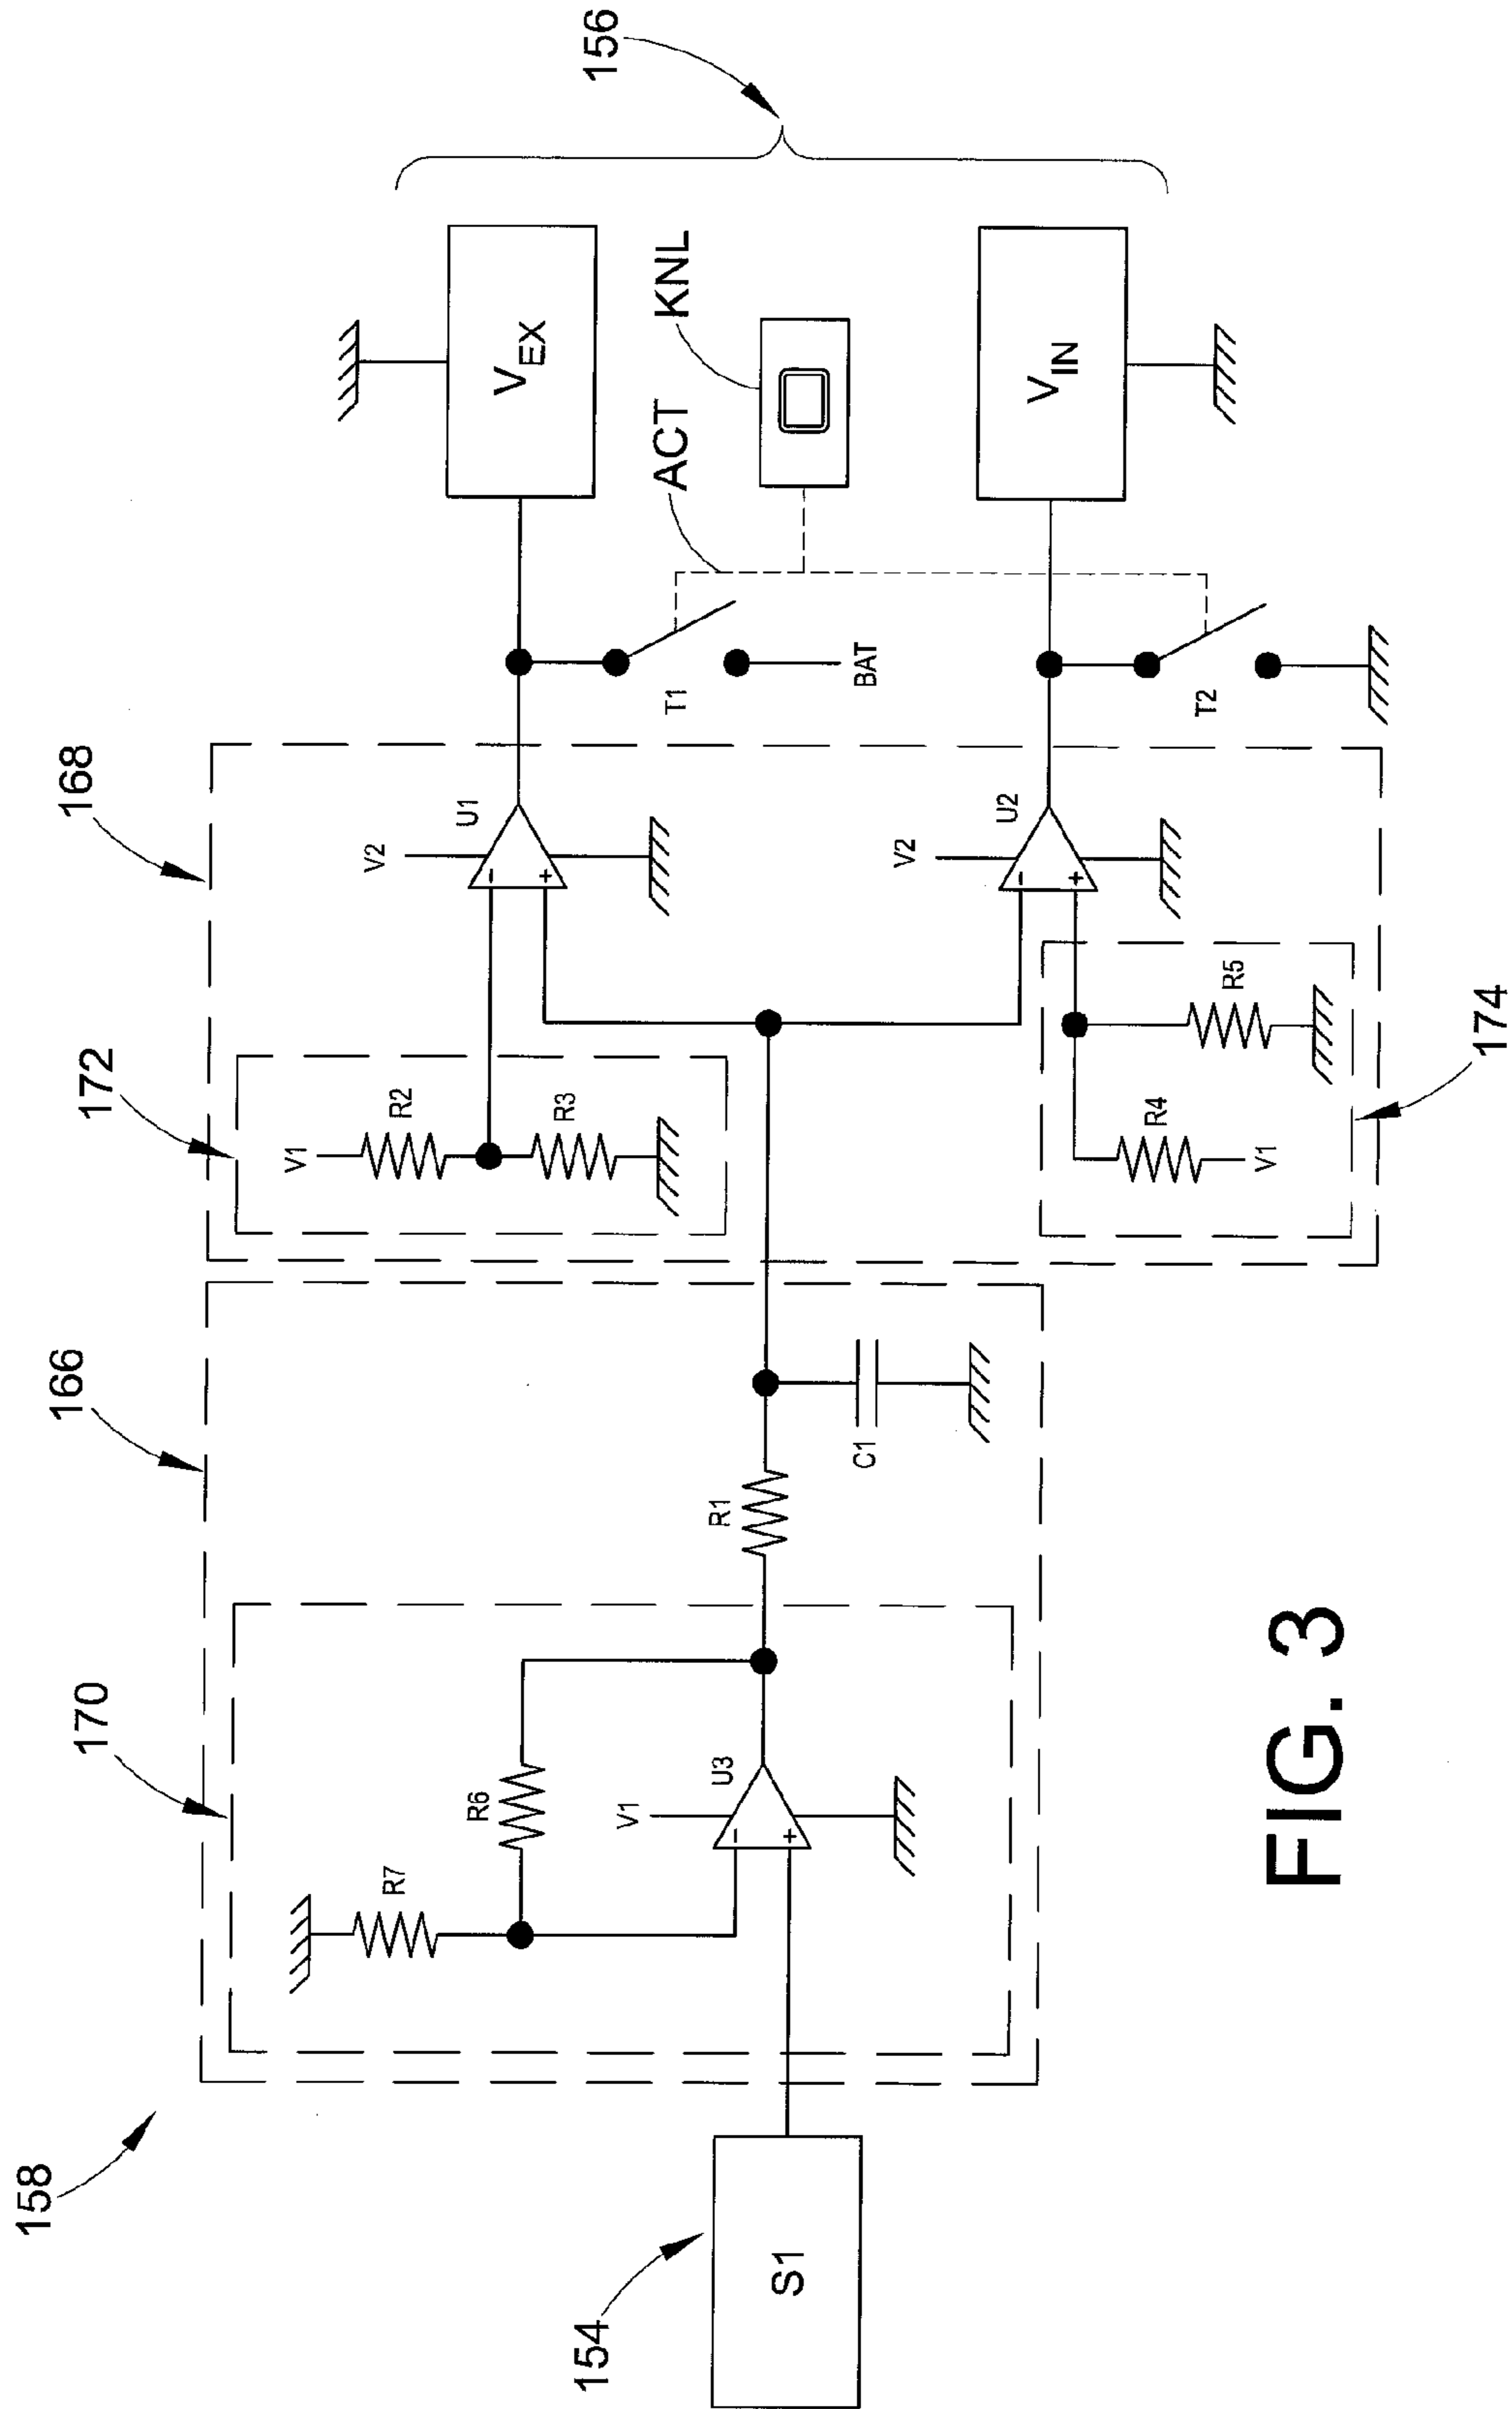 158
166
168
156
170
172
V1
R2
R3
V2
U1
VEX
KNL
ACT
T1
BAT
R7
R6
V1
U3
R1
C1
V2
U2
VIN
T2
R4
V1
R5
174
154
S1
FIG. 3